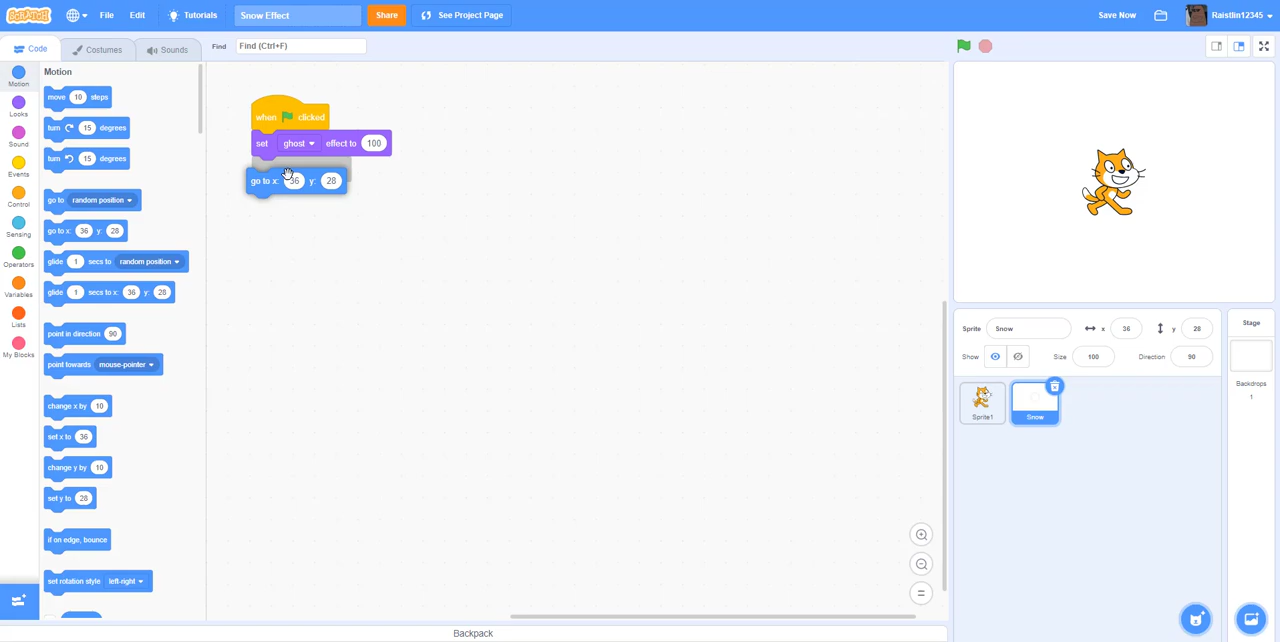 SCRATCH File Edit Tutorials Snow Effect Share See Project Page Save Now Raistlin12345
Code Costumes Sounds Find Find (Ctrl+F)
Motion
Looks
Sound
Events
Control
Sensing
Operators
Variables
Lists
My Blocks
Motion
move 10 steps
turn 15 degrees
turn 15 degrees
go to random position
go to x: 36 y: 28
glide 1 secs to random position
glide 1 secs to x: 36 y: 28
point in direction 90
point towards mouse-pointer
change x by 10
set x to 36
change y by 10
set y to 28
if on edge, bounce
set rotation style left-right
when clicked
set ghost effect to 100
go to x: 36 y: 28
Sprite Snow x 36 y 28
Show Size 100 Direction 90
Sprite1
Snow
Stage
Backdrops
1
Backpack